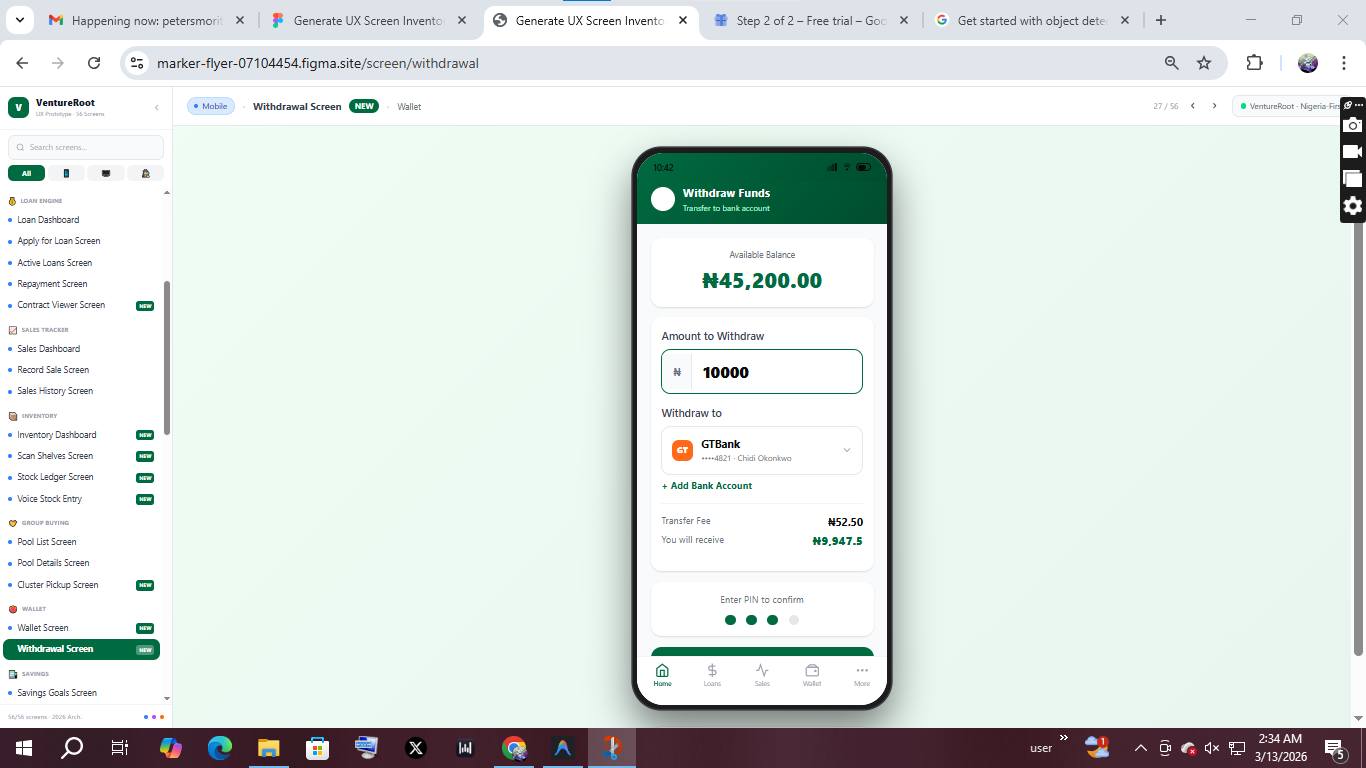 Happening now: petersmorit
Generate UX Screen Invento
Generate UX Screen Invento
Step 2 of 2 – Free trial – Goo
Get started with object dete
marker-flyer-07104454.figma.site/screen/withdrawal
V
VentureRoot
UX Prototype · 56 Screens
Search screens...
All
LOAN ENGINE
Loan Dashboard
Apply for Loan Screen
Active Loans Screen
Repayment Screen
Contract Viewer Screen NEW
SALES TRACKER
Sales Dashboard
Record Sale Screen
Sales History Screen
INVENTORY
Inventory Dashboard NEW
Scan Shelves Screen NEW
Stock Ledger Screen NEW
Voice Stock Entry NEW
GROUP BUYING
Pool List Screen
Pool Details Screen
Cluster Pickup Screen NEW
WALLET
Wallet Screen NEW
Withdrawal Screen NEW
SAVINGS
Savings Goals Screen
56/56 screens · 2026 Arch.
Mobile · Withdrawal Screen NEW · Wallet
27 / 56
VentureRoot · Nigeria-Firs
10:42
Withdraw Funds
Transfer to bank account
Available Balance
₦45,200.00
Amount to Withdraw
₦ 10000
Withdraw to
GT
GTBank
••••4821 · Chidi Okonkwo
+ Add Bank Account
Transfer Fee ₦52.50
You will receive ₦9,947.5
Enter PIN to confirm
Home Loans Sales Wallet More
user
1
2:34 AM
3/13/2026
5